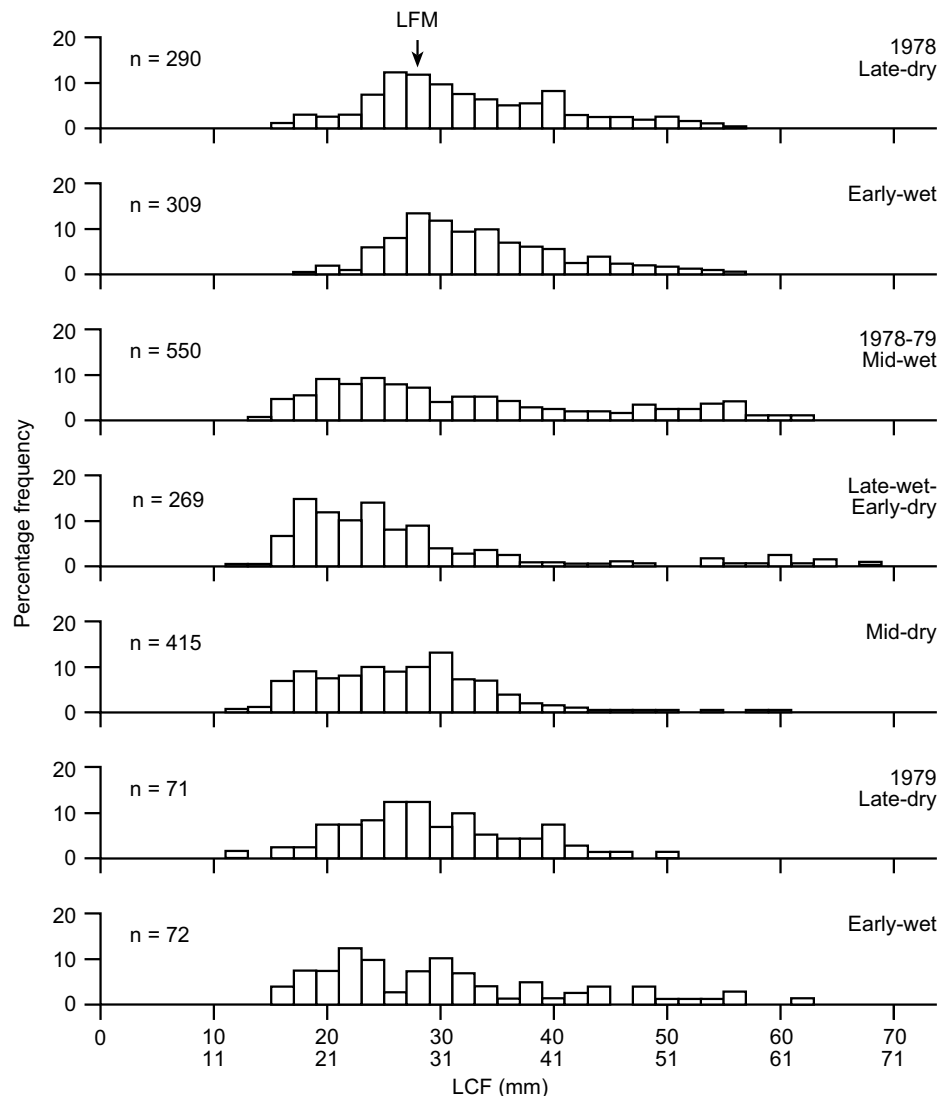 LFM
20
10
0
n = 290
1978
Late-dry
20
10
0
n = 309
Early-wet
20
10
0
n = 550
1978-79
Mid-wet
20
10
0
n = 269
Late-wet-
Early-dry
20
10
0
n = 415
Mid-dry
20
10
0
n = 71
1979
Late-dry
20
10
0
n = 72
Early-wet
Percentage frequency
0 10 20 30 40 50 60 70
11 21 31 41 51 61 71
LCF (mm)